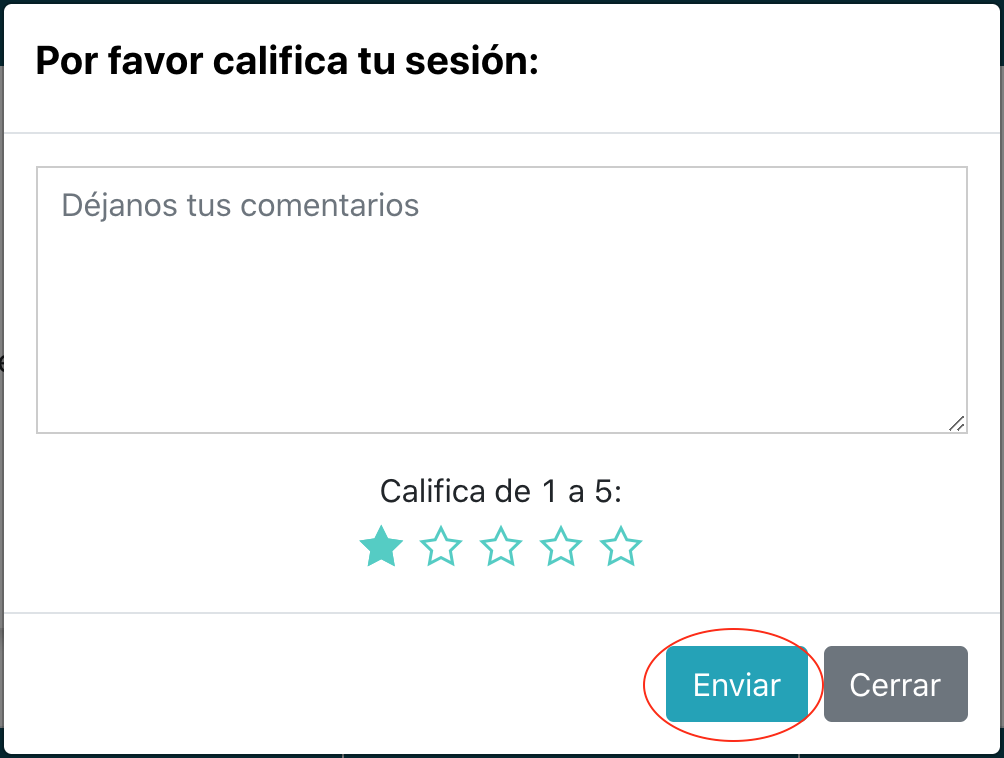 Por favor califica tu sesión:
Déjanos tus comentarios
Califica de 1 a 5:
Enviar Cerrar